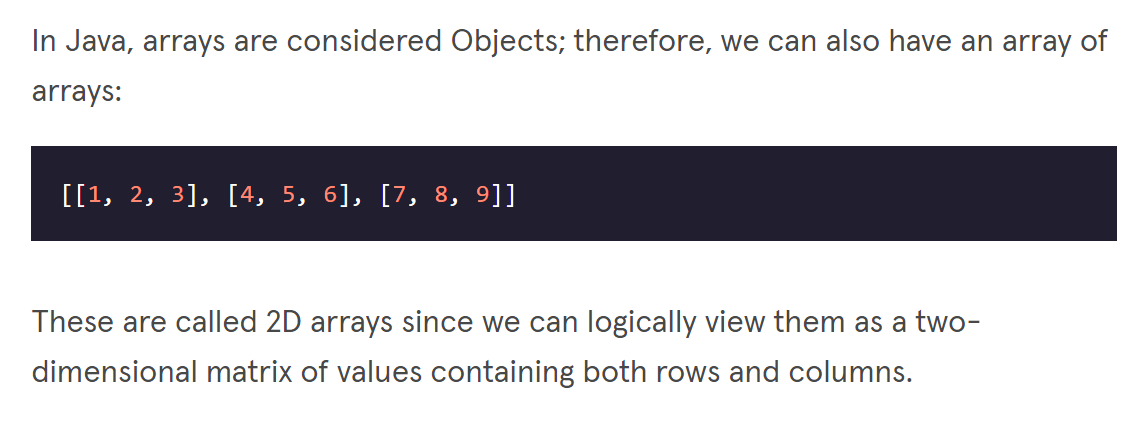 In Java, arrays are considered Objects; therefore, we can also have an array of
arrays:
[[1, 2, 3], [4, 5, 6], [7, 8, 9]]
These are called 2D arrays since we can logically view them as a two-
dimensional matrix of values containing both rows and columns.